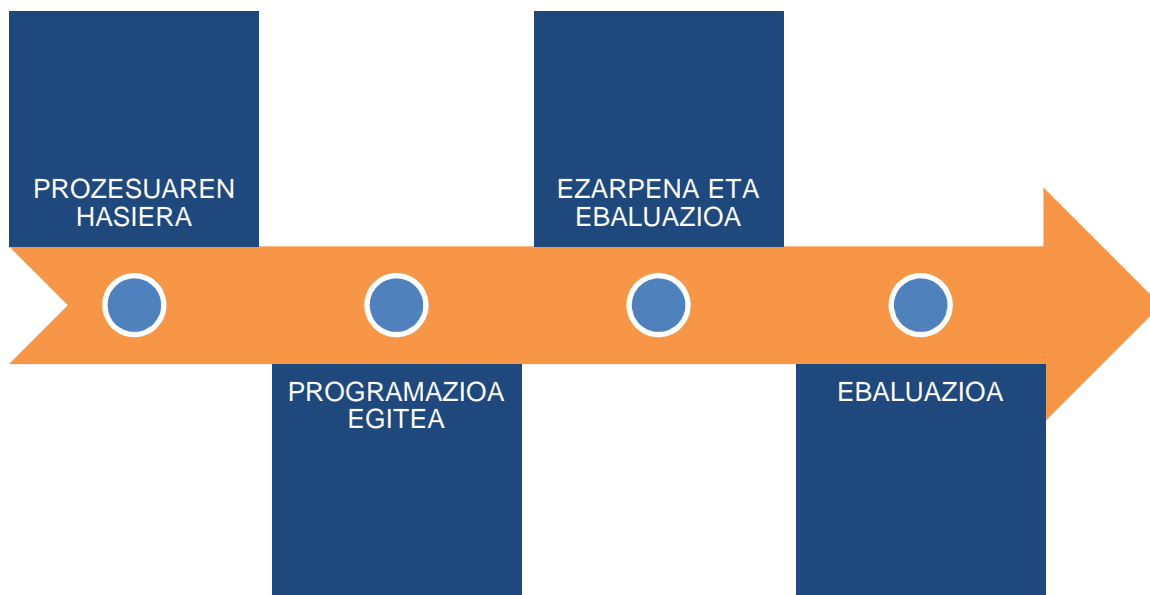 PROZESUAREN
HASIERA
PROGRAMAZIOA
EGITEA
EZARPENA ETA
EBALUAZIOA
EBALUAZIOA